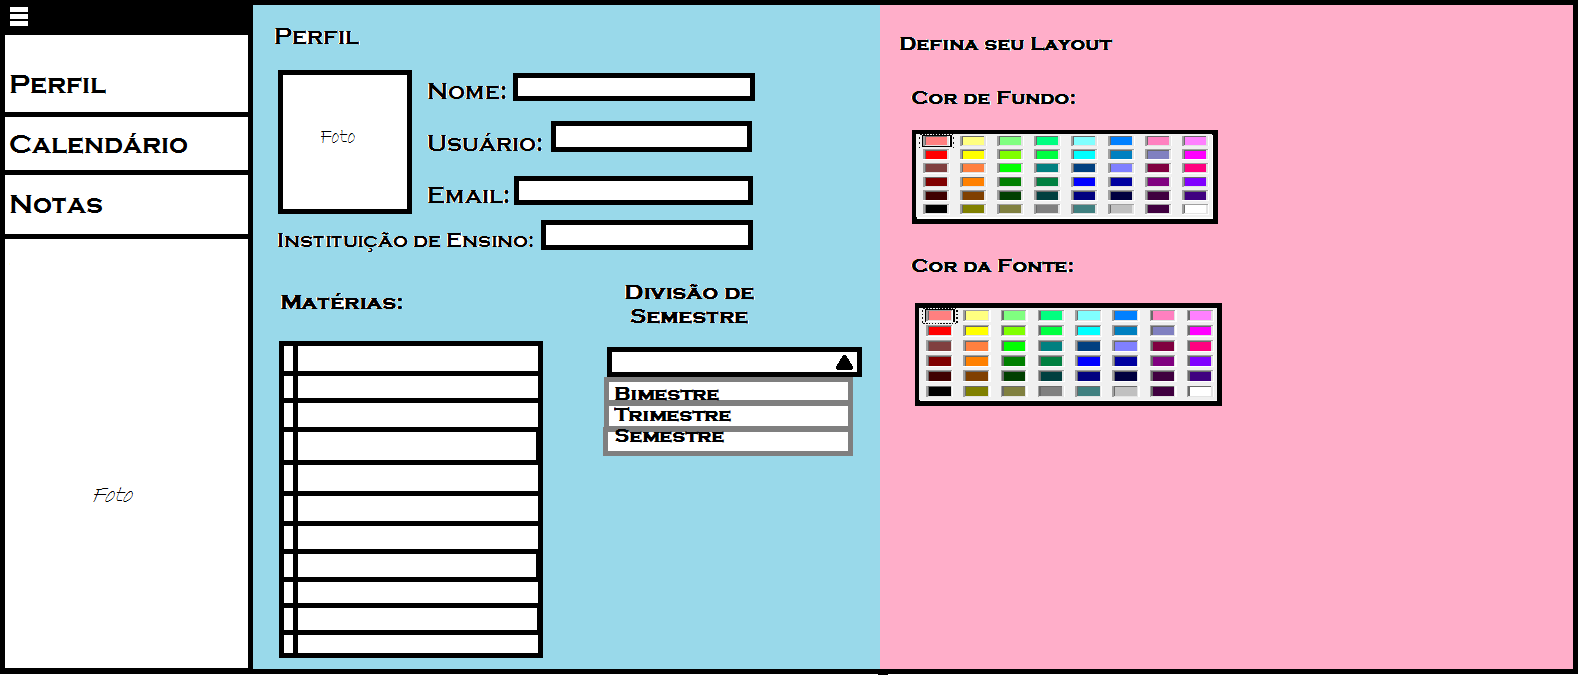 Perfil
Calendário
Notas
Foto
Perfil
Foto
Nome:
Usuário:
Email:
Instituição de Ensino:
Matérias:
Divisão de
Semestre
Bimestre
Trimestre
Semestre
Defina seu Layout
Cor de Fundo:
Cor da Fonte: